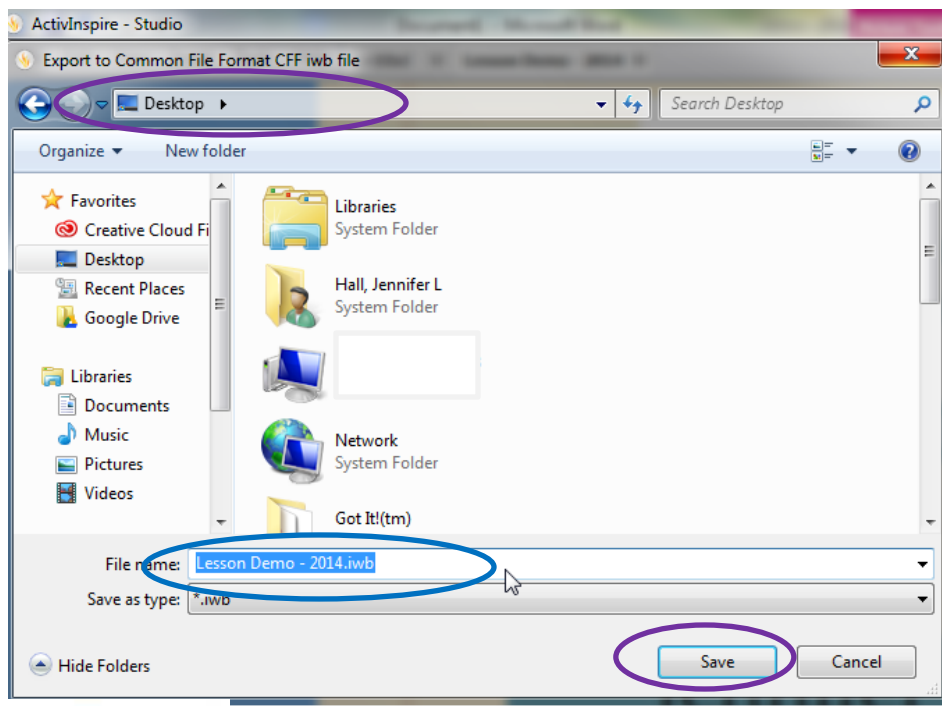 ActivInspire - Studio
Export to Common File Format CFF iwb file
Desktop
Search Desktop
Organize
New folder
Favorites
Creative Cloud Fi
Desktop
Recent Places
Google Drive
Libraries
Documents
Music
Pictures
Videos
Libraries
System Folder
Hall, Jennifer L
System Folder
Network
System Folder
Got It!(tm)
File name: Lesson Demo - 2014.iwb
Save as type: *.iwb
Hide Folders
Save
Cancel